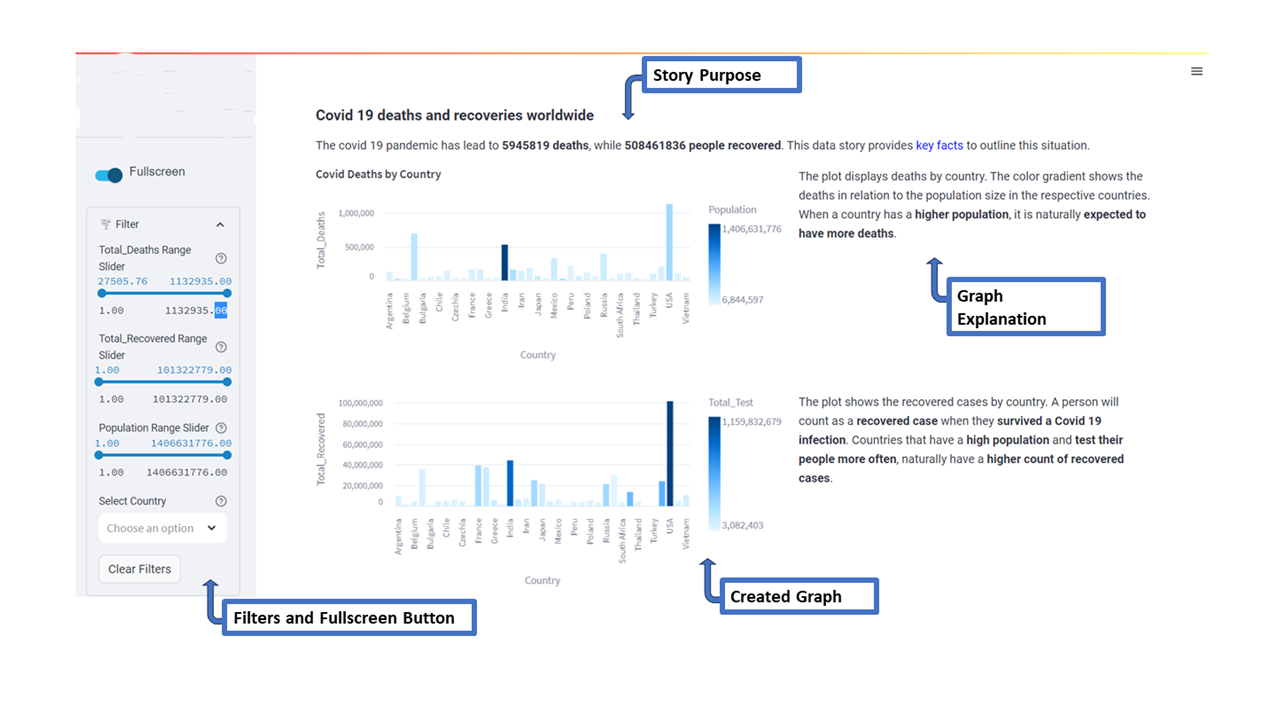 Story Purpose
Covid 19 deaths and recoveries worldwide
The covid 19 pandemic has lead to 5945819 deaths, while 508461836 people recovered. This data story provides key facts to outline this situation.
Fullscreen
Filter
Total_Deaths Range
Slider
27505.76 1132935.00
1.00 1132935.00
Total_Recovered Range
Slider
1.00 101322779.00
1.00 101322779.00
Population Range Slider
1.00 1406631776.00
1.00 1406631776.00
Select Country
Choose an option
Clear Filters
Filters and Fullscreen Button
Covid Deaths by Country
Total_Deaths
1,000,000
500,000
0
Argentina
Belgium
Bulgaria
Chile
Czechia
France
Greece
India
Iran
Japan
Mexico
Peru
Poland
Russia
South Africa
Thailand
Turkey
USA
Vietnam
Country
Population
1,406,631,776
6,844,597
The plot displays deaths by country. The color gradient shows the
deaths in relation to the population size in the respective countries.
When a country has a higher population, it is naturally expected to
have more deaths.
Graph
Explanation
Total_Recovered
100,000,000
80,000,000
60,000,000
40,000,000
20,000,000
0
Argentina
Belgium
Bulgaria
Chile
Czechia
France
Greece
India
Iran
Japan
Mexico
Peru
Poland
Russia
South Africa
Thailand
Turkey
USA
Vietnam
Country
Total_Test
1,159,832,679
3,082,403
The plot shows the recovered cases by country. A person will
count as a recovered case when they survived a Covid 19
infection. Countries that have a high population and test their
people more often, naturally have a higher count of recovered
cases.
Created Graph